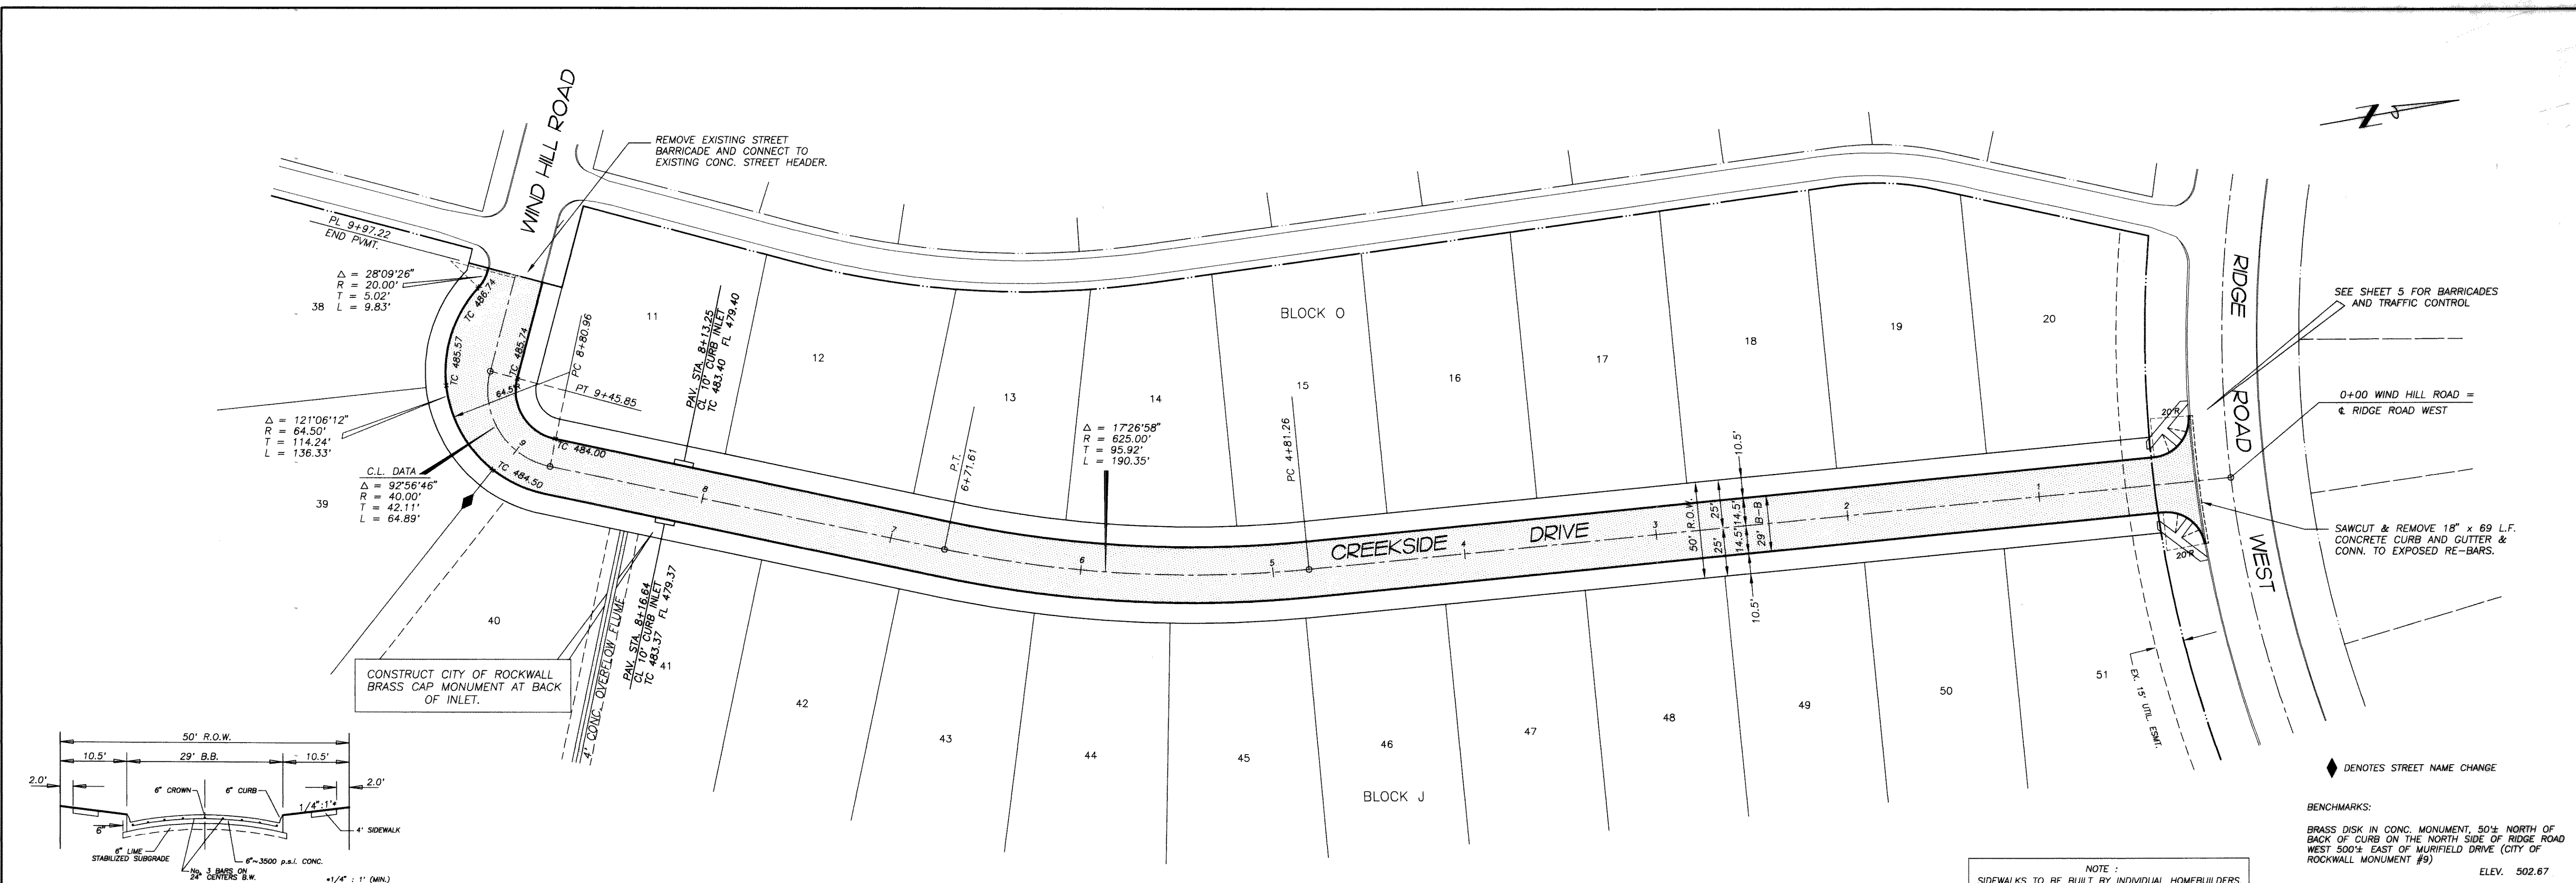 WIND HILL ROAD
REMOVE EXISTING STREET
BARRICADE AND CONNECT TO
EXISTING CONC. STREET HEADER.
PL 9+97.22
END PVMT.
Δ = 28°09'26"
R = 20.00'
T = 5.02'
L = 9.83'
38
TC 486.74
TC 485.74
TC 485.57
64.5'R
PC 8+80.96
PT 9+45.85
Δ = 121°06'12"
R = 64.50'
T = 114.24'
L = 136.33'
C.L. DATA
Δ = 92°56'46"
R = 40.00'
T = 42.11'
L = 64.89'
39
9
TC 484.00
TC 484.50
11
PAV. STA. 8+13.25
CL 10' CURB INLET
TC 483.40 FL 479.40
12
13
14
BLOCK O
15
16
17
18
19
20
8
7
P.T.
6+71.61
6
Δ = 17°26'58"
R = 625.00'
T = 95.92'
L = 190.35'
5
PC 4+81.26
CREEKSIDE DRIVE
4
3
50' R.O.W.
25'
25'
14.5'
14.5'
10.5'
10.5'
29' B-B
2
1
20'R
20'R
RIDGE ROAD WEST
SEE SHEET 5 FOR BARRICADES
AND TRAFFIC CONTROL
0+00 WIND HILL ROAD =
℄ RIDGE ROAD WEST
SAWCUT & REMOVE 18" x 69 L.F.
CONCRETE CURB AND GUTTER &
CONN. TO EXPOSED RE-BARS.
40
CONSTRUCT CITY OF ROCKWALL
BRASS CAP MONUMENT AT BACK
OF INLET.
4' CONC. OVERFLOW FLUME
PAV. STA. 8+16.64
CL 10' CURB INLET
TC 483.37 FL 479.37
41
42
43
44
45
46
BLOCK J
47
48
49
50
51
EX. 15' UTIL. ESMT.
50' R.O.W.
10.5'
29' B.B.
10.5'
2.0'
2.0'
6" CROWN
6" CURB
1/4":1'*
6"
4' SIDEWALK
6" LIME
STABILIZED SUBGRADE
6"~3500 p.s.i. CONC.
No. 3 BARS ON
24" CENTERS B.W.
*1/4" : 1' (MIN.)
DENOTES STREET NAME CHANGE
BENCHMARKS:
BRASS DISK IN CONC. MONUMENT, 50'± NORTH OF
BACK OF CURB ON THE NORTH SIDE OF RIDGE ROAD
WEST 500'± EAST OF MURIFIELD DRIVE (CITY OF
ROCKWALL MONUMENT #9)
ELEV. 502.67
NOTE :
SIDEWALKS TO BE BUILT BY INDIVIDUAL HOMEBUILDERS